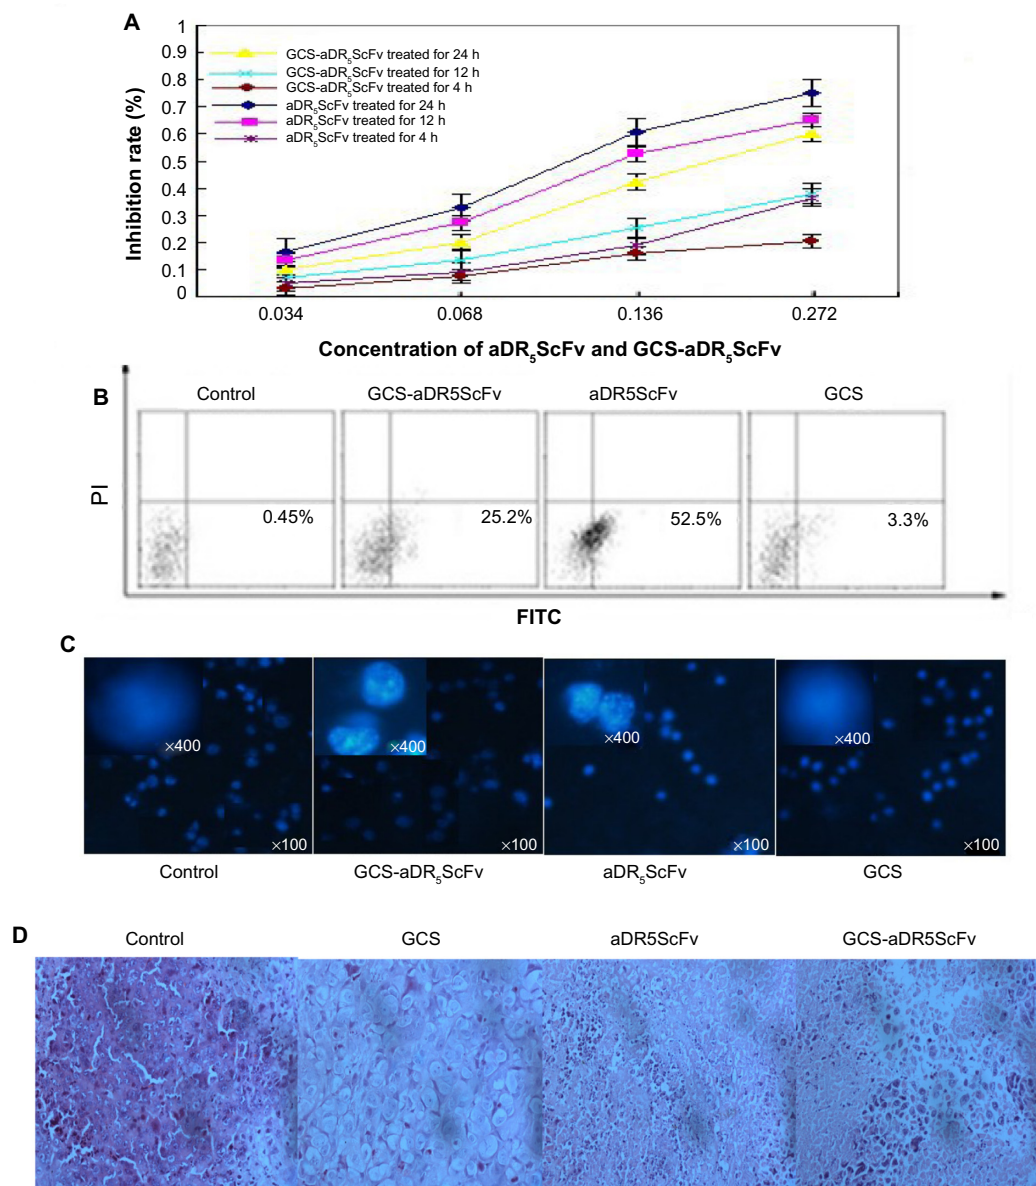 A
Inhibition rate (%)
1
0.9
0.8
0.7
0.6
0.5
0.4
0.3
0.2
0.1
0
GCS-aDR₅ScFv treated for 24 h
GCS-aDR₅ScFv treated for 12 h
GCS-aDR₅ScFv treated for 4 h
aDR₅ScFv treated for 24 h
aDR₅ScFv treated for 12 h
aDR₅ScFv treated for 4 h
0.034 0.068 0.136 0.272
Concentration of aDR₅ScFv and GCS-aDR₅ScFv
B
Control GCS-aDR5ScFv aDR5ScFv GCS
PI
0.45% 25.2% 52.5% 3.3%
FITC
C
×400 ×400 ×400 ×400
×100 ×100 ×100 ×100
Control GCS-aDR₅ScFv aDR₅ScFv GCS
D
Control GCS aDR5ScFv GCS-aDR5ScFv